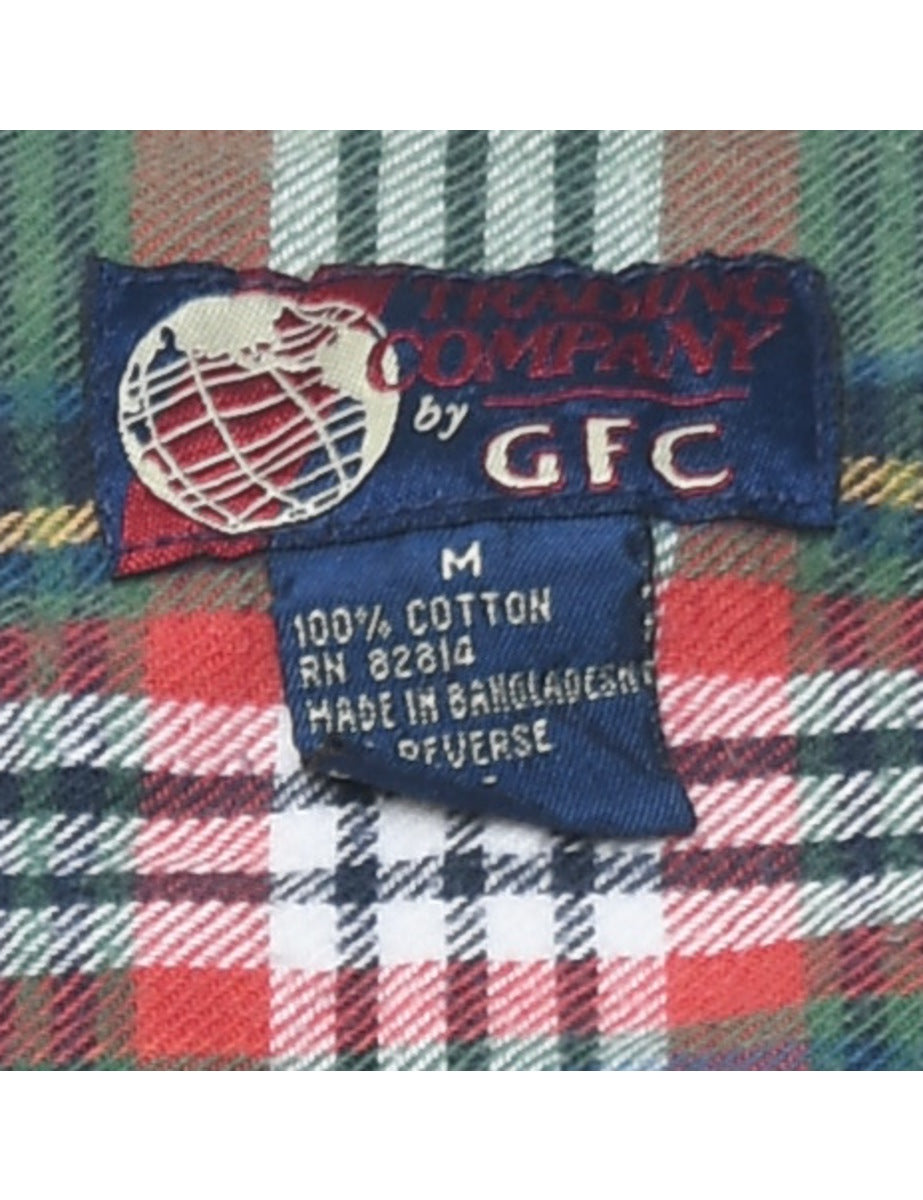 TRADING
COMPANY
by
GFC
M
100% COTTON
RN 82814
MADE IN BANGLADESH
REVERSE